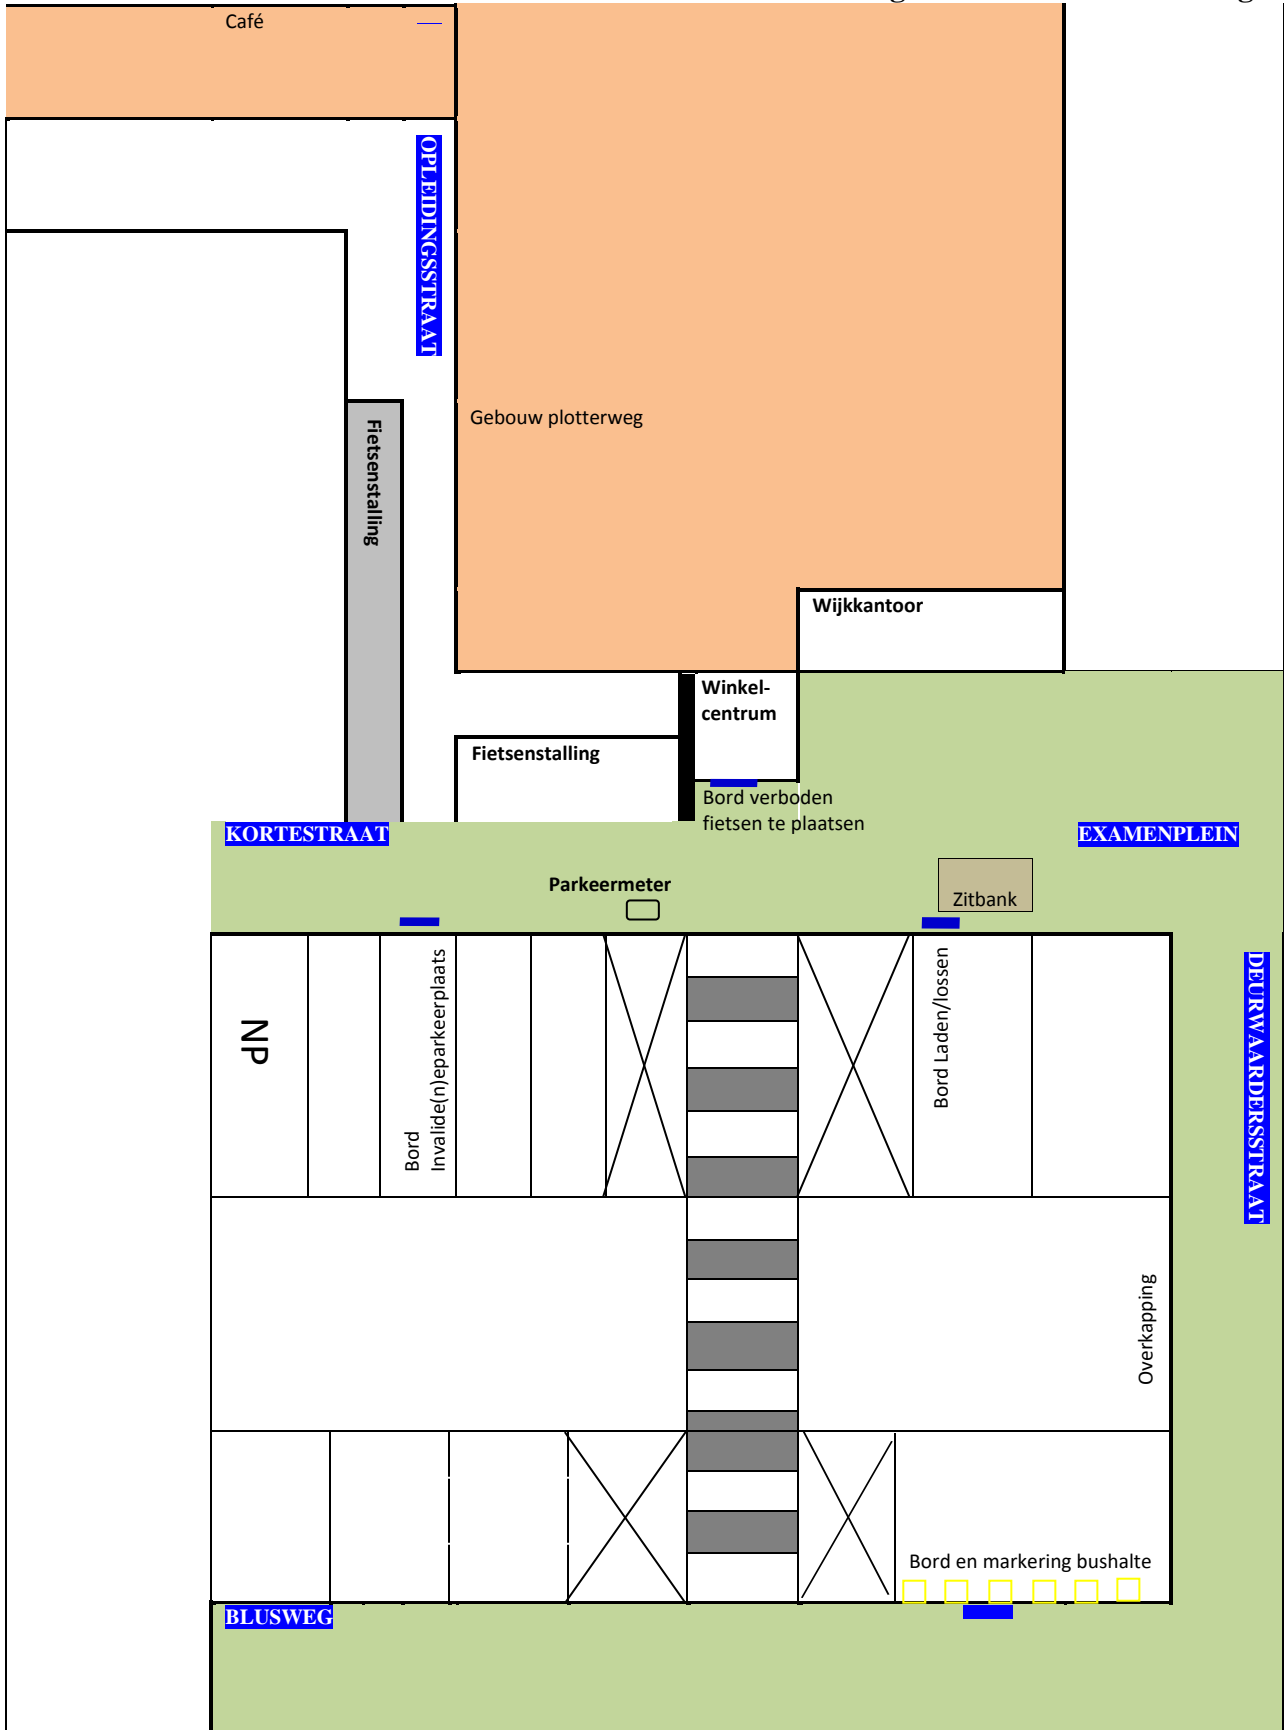 Café
OPLEIDINGSSTRAAT
Gebouw plotterweg
Fietsenstalling
Wijkkantoor
Winkel-
centrum
Fietsenstalling
Bord verboden
fietsen te plaatsen
KORTESTRAAT
EXAMENPLEIN
Parkeermeter
Zitbank
NP
Bord
Invalide(n)eparkeerplaats
Bord Laden/lossen
DEURWAARDERSSTRAAT
Overkapping
Bord en markering bushalte
BLUSWEG